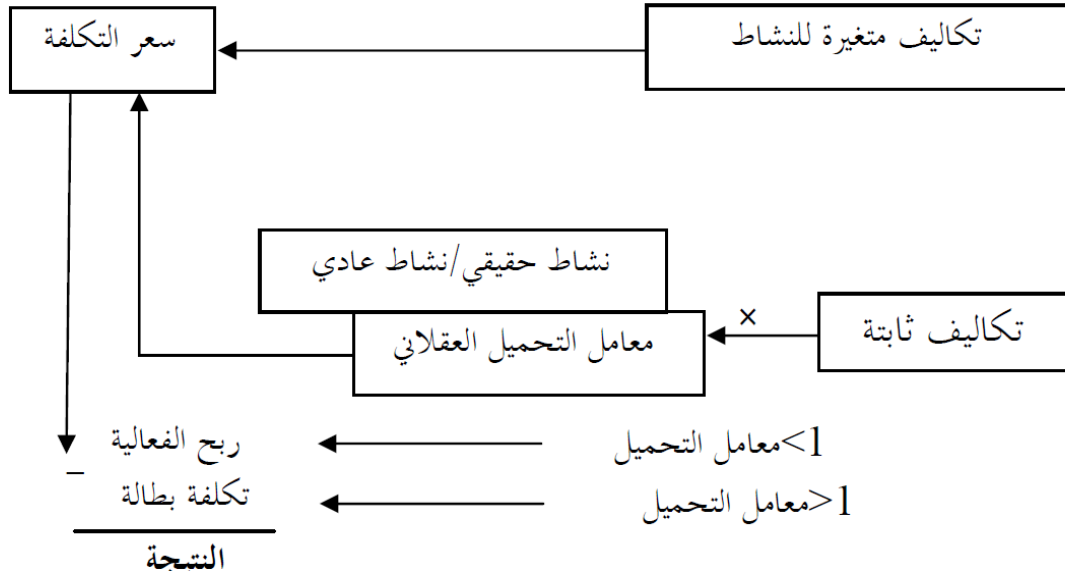 تكاليف متغيرة للنشاط
سعر التكلفة
نشاط حقيقي/نشاط عادي
تكاليف ثابتة
×
معامل التحميل العقلاني
1<معامل التحميل
ربح الفعالية
1>معامل التحميل
تكلفة بطالة
–
النتيجة